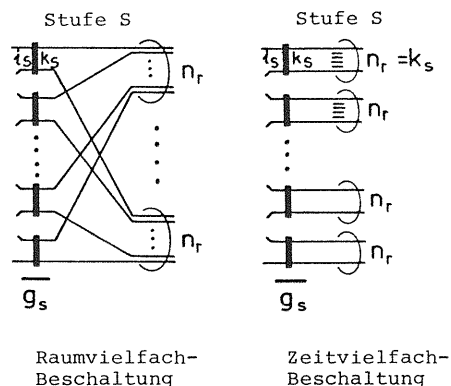 Stufe S
i_s k_s
n_r
n_r
g_s
Raumvielfach-
Beschaltung
Stufe S
i_s k_s n_r = k_s
n_r
n_r
n_r
g_s
Zeitvielfach-
Beschaltung